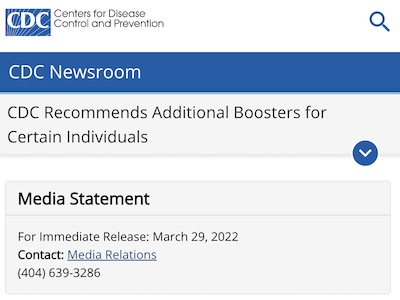 CDC
Centers for Disease
Control and Prevention
CDC Newsroom
CDC Recommends Additional Boosters for
Certain Individuals
Media Statement
For Immediate Release: March 29, 2022
Contact: Media Relations
(404) 639-3286